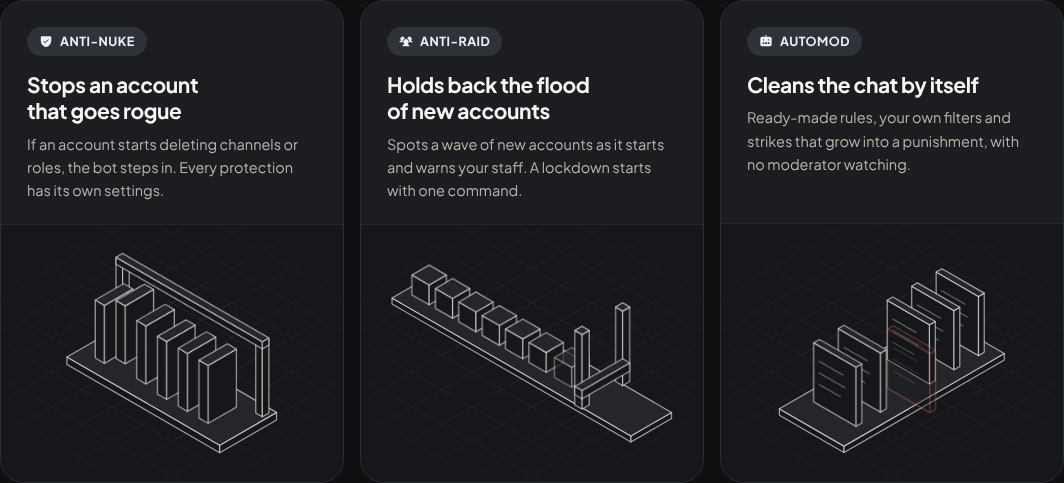 ANTI-NUKE
Stops an account
that goes rogue
If an account starts deleting channels or
roles, the bot steps in. Every protection
has its own settings.
ANTI-RAID
Holds back the flood
of new accounts
Spots a wave of new accounts as it starts
and warns your staff. A lockdown starts
with one command.
AUTOMOD
Cleans the chat by itself
Ready-made rules, your own filters and
strikes that grow into a punishment, with
no moderator watching.